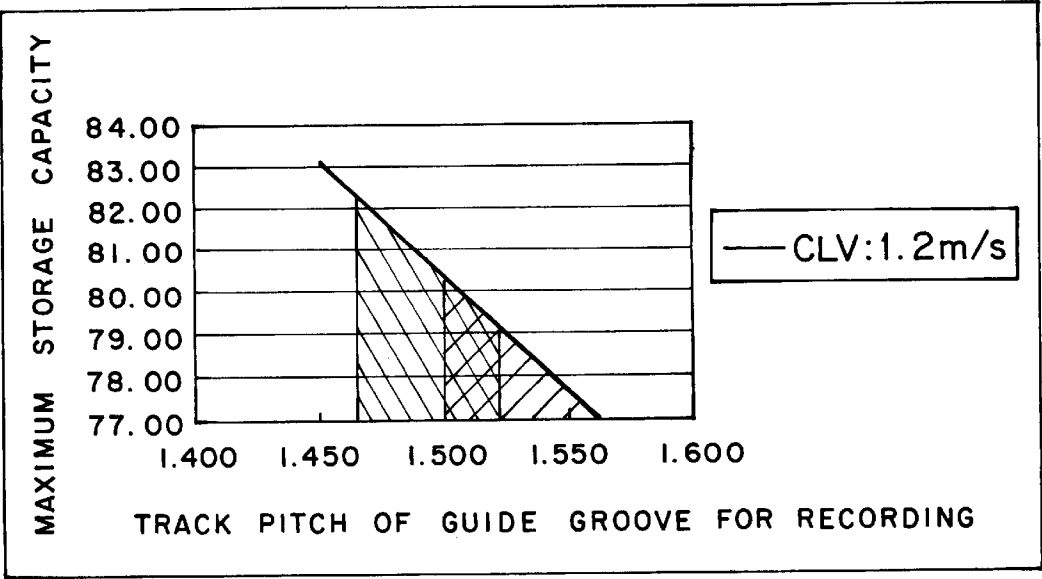 MAXIMUM STORAGE CAPACITY
84.00
83.00
82.00
81.00
80.00
79.00
78.00
77.00
1.400 1.450 1.500 1.550 1.600
TRACK PITCH OF GUIDE GROOVE FOR RECORDING
CLV:1.2m/s